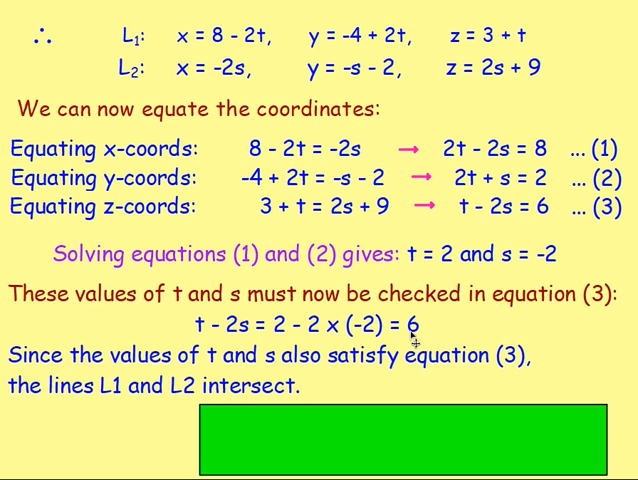 ∴ L₁: x = 8 - 2t, y = -4 + 2t, z = 3 + t
L₂: x = -2s, y = -s - 2, z = 2s + 9
We can now equate the coordinates:
Equating x-coords: 8 - 2t = -2s → 2t - 2s = 8 ... (1)
Equating y-coords: -4 + 2t = -s - 2 → 2t + s = 2 ... (2)
Equating z-coords: 3 + t = 2s + 9 → t - 2s = 6 ... (3)
Solving equations (1) and (2) gives: t = 2 and s = -2
These values of t and s must now be checked in equation (3):
t - 2s = 2 - 2 x (-2) = 6
Since the values of t and s also satisfy equation (3),
the lines L1 and L2 intersect.